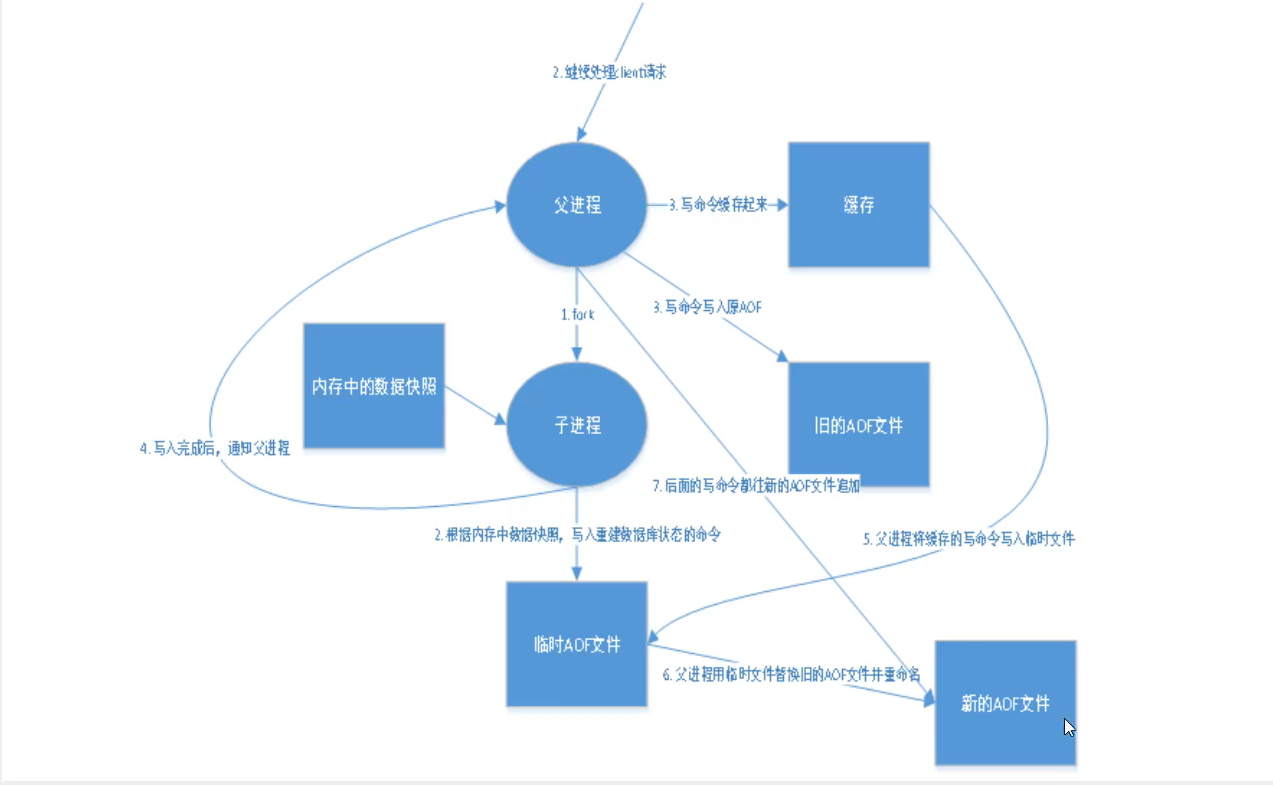 2.继续处理client请求
父进程
3.写命令缓存起来
缓存
1.fork
3.写命令写入原AOF
内存中的数据快照
子进程
旧的AOF文件
4.写入完成后，通知父进程
7.后面的写命令都往新的AOF文件追加
2.根据内存中数据快照，写入重建数据库状态的命令
5.父进程将缓存的写命令写入临时文件
临时AOF文件
6.父进程用临时文件替换旧的AOF文件并重命名
新的AOF文件